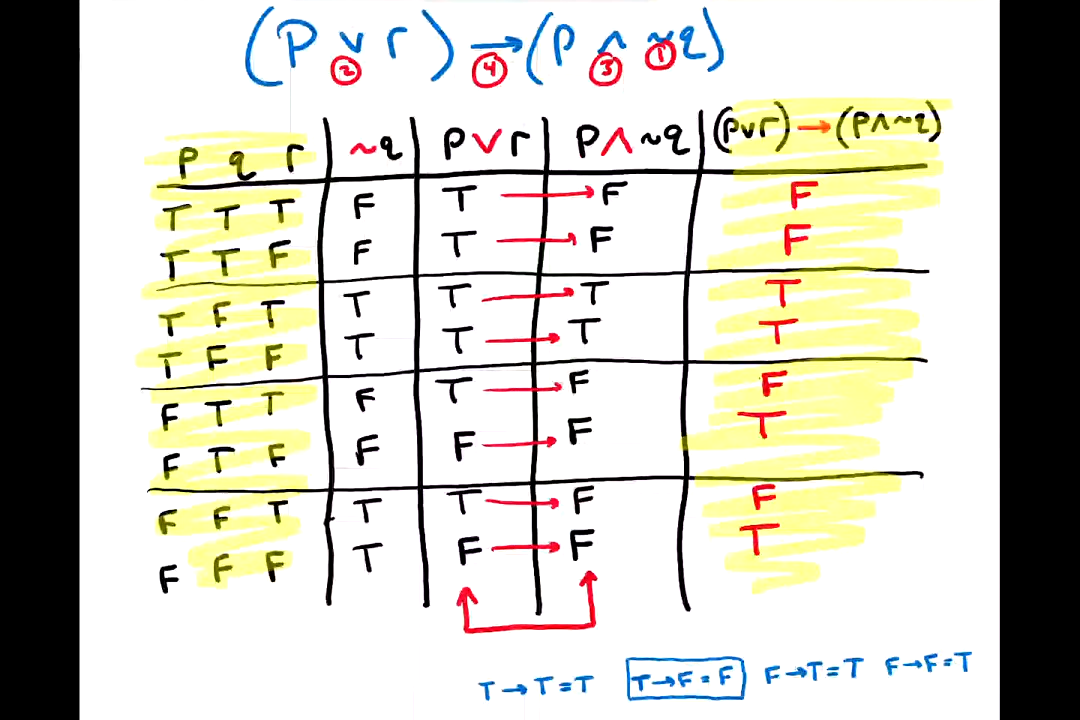 (P ∨ r) → (P ∧ ~q)
② ④ ③ ①
P q r ~q P∨r P∧~q (P∨r) → (P∧~q)
T T T F T → F F
T T F F T → F F
T F T T T → T T
T F F T T → T T
F T T F T → F F
F T F F F → F T
F F T T T → F F
F F F T F → F T
T→T=T T→F=F F→T=T F→F=T